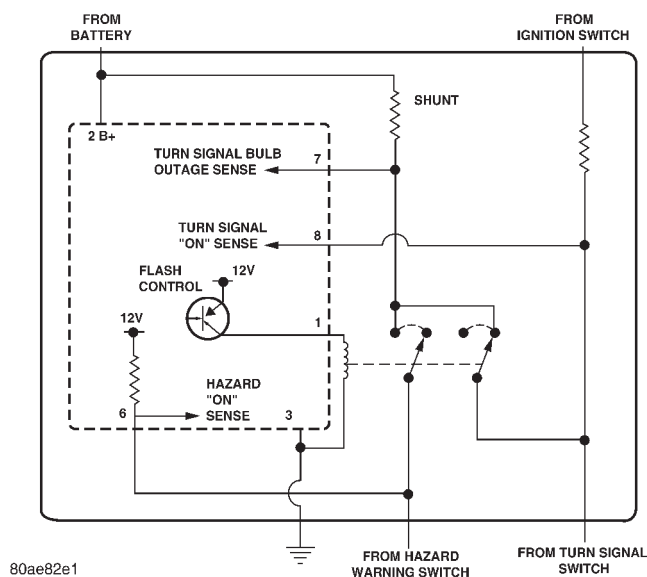 FROM
BATTERY
FROM
IGNITION SWITCH
SHUNT
2 B+
TURN SIGNAL BULB
OUTAGE SENSE
7
TURN SIGNAL
"ON" SENSE
8
FLASH
CONTROL
12V
12V
1
HAZARD
"ON"
SENSE
6
3
FROM HAZARD
WARNING SWITCH
FROM TURN SIGNAL
SWITCH
80ae82e1